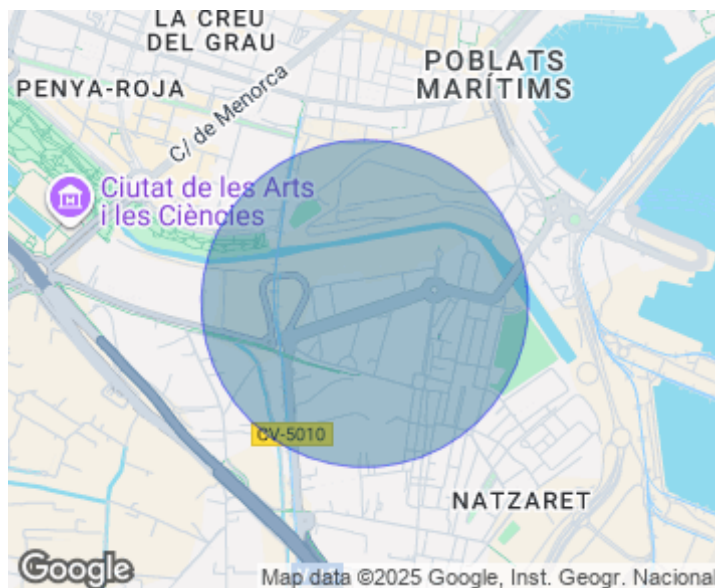 LA CREU
DEL GRAU
POBLATS
MARÍTIMS
PENYA-ROJA
C/ de Menorca
Ciutat de les Arts
i les Ciències
CV-5010
NATZARET
Google
Map data ©2025 Google, Inst. Geogr. Nacional